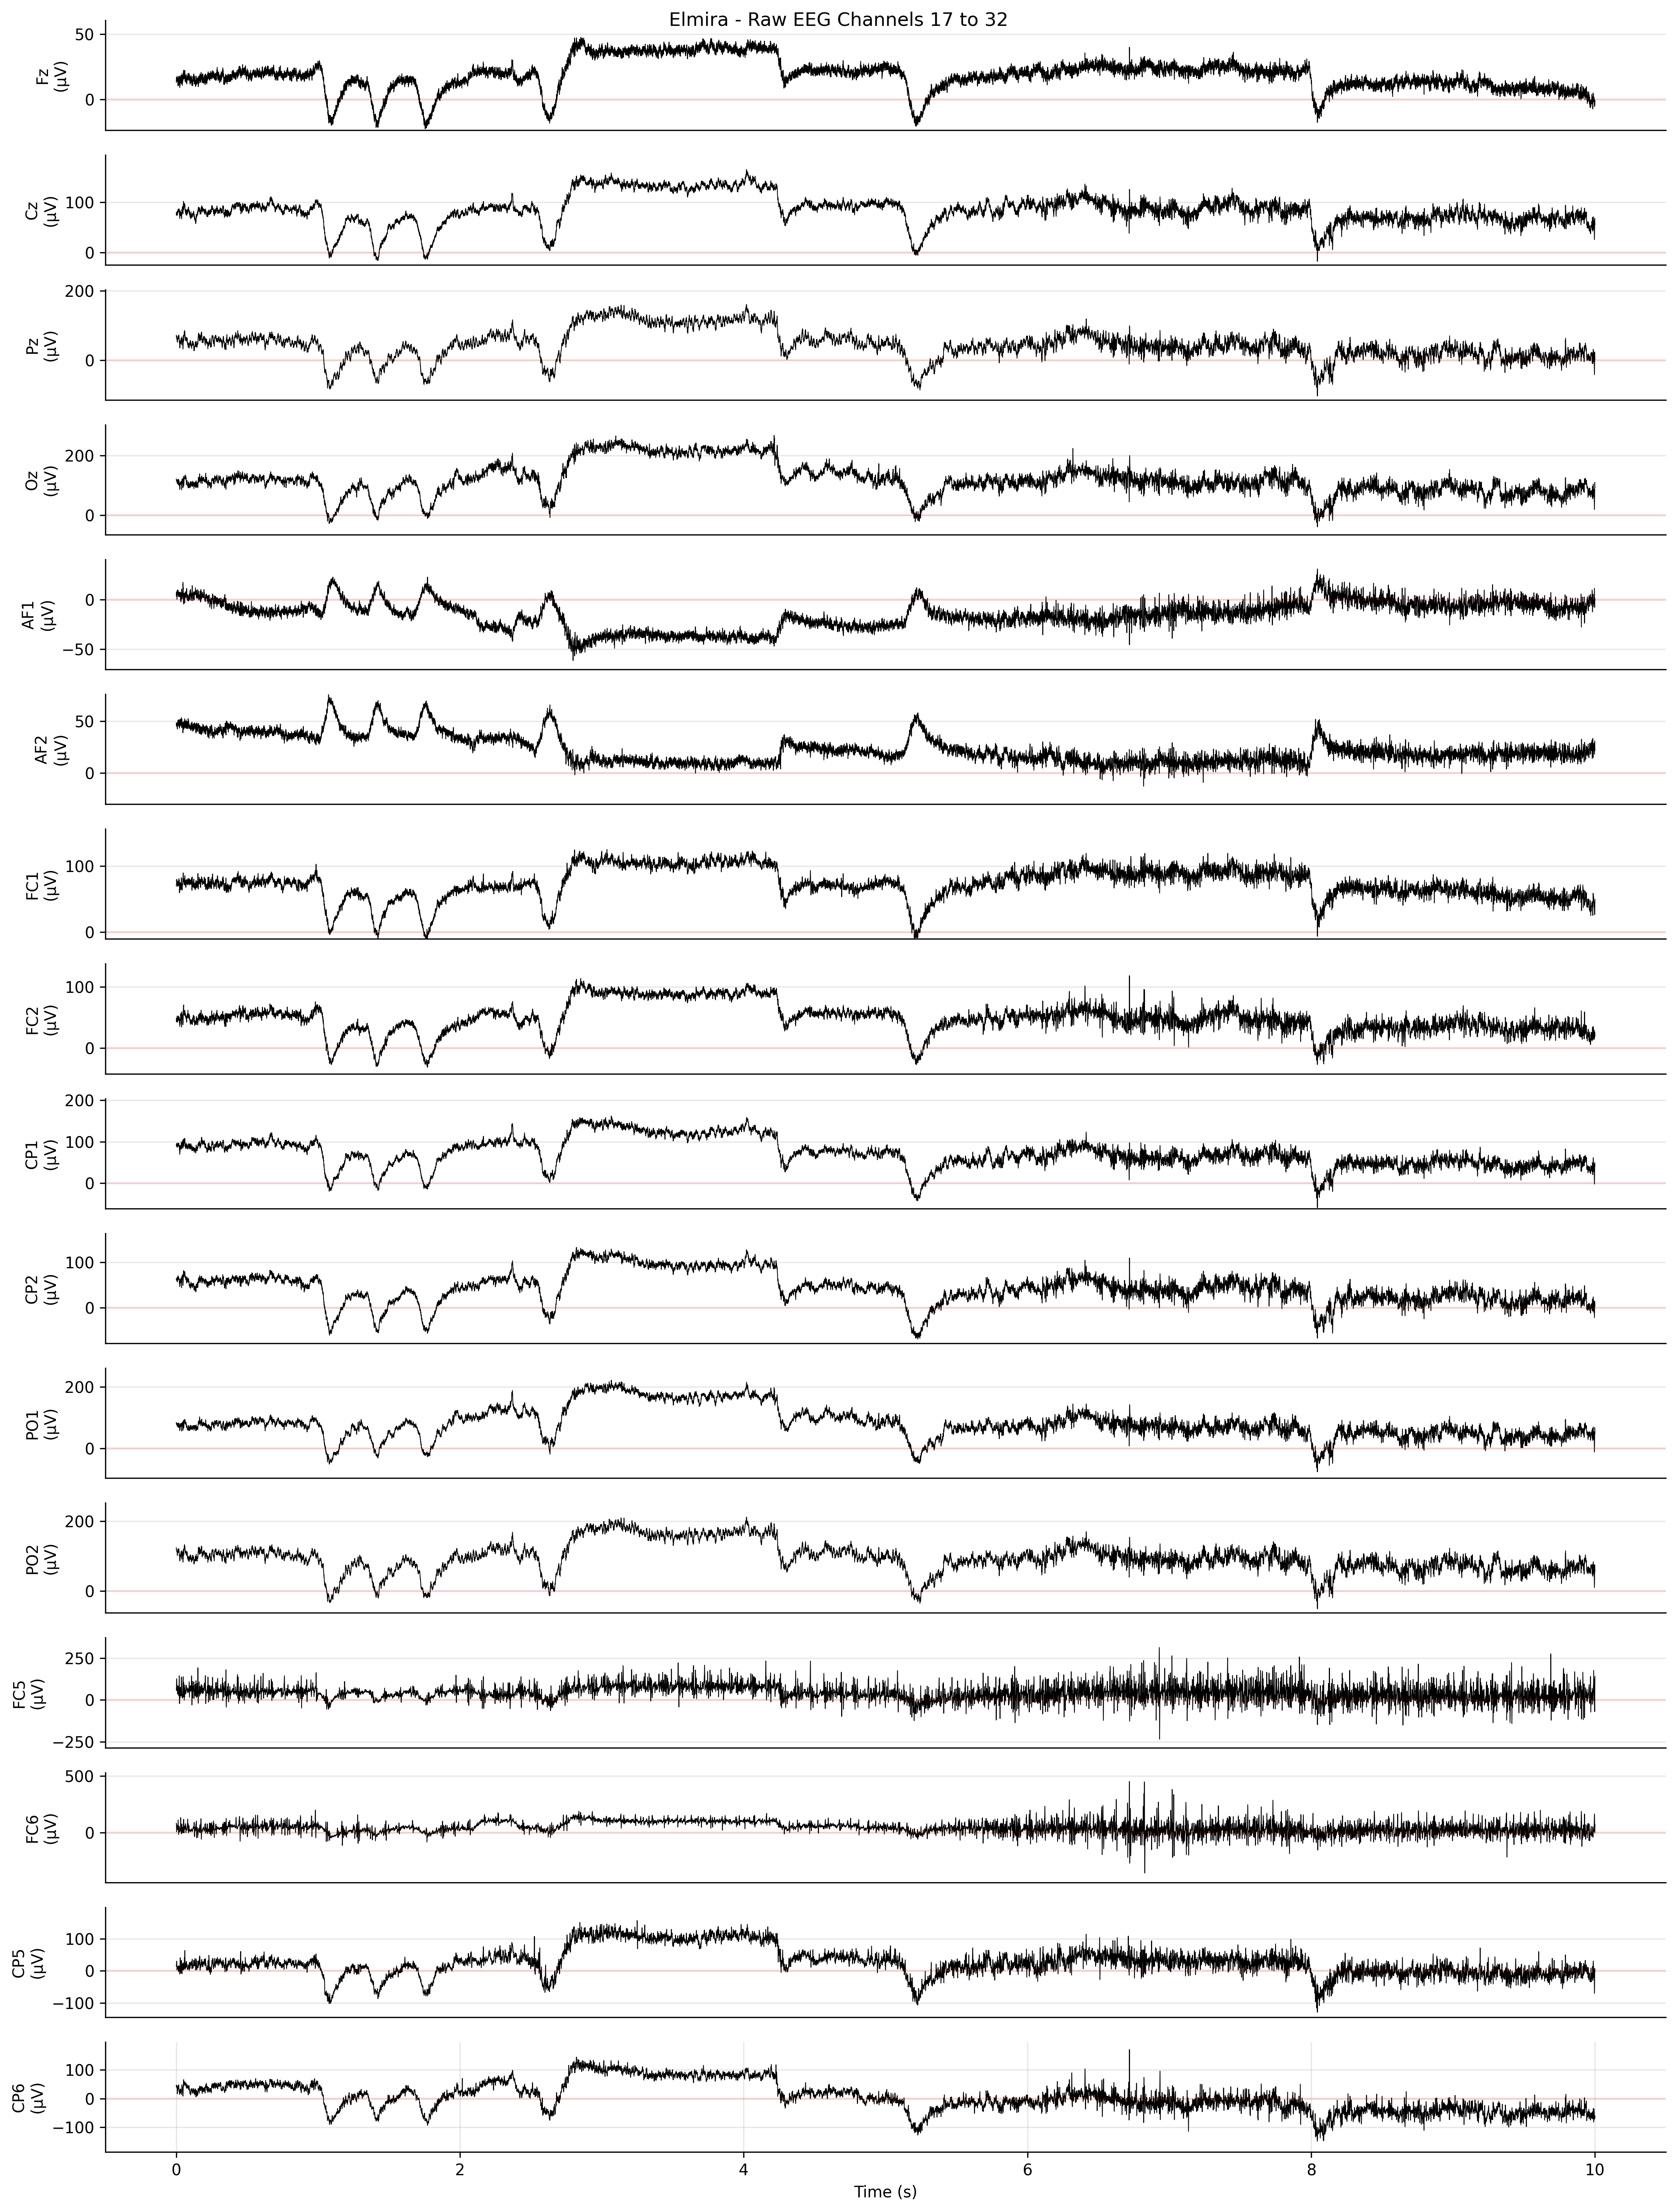 Elmira - Raw EEG Channels 17 to 32
Fz
(µV)
50
0
Cz
(µV)
100
0
Pz
(µV)
200
0
Oz
(µV)
200
0
AF1
(µV)
0
−50
AF2
(µV)
50
0
FC1
(µV)
100
0
FC2
(µV)
100
0
CP1
(µV)
200
100
0
CP2
(µV)
100
0
PO1
(µV)
200
0
PO2
(µV)
200
0
FC5
(µV)
250
0
−250
FC6
(µV)
500
0
CP5
(µV)
100
0
−100
CP6
(µV)
100
0
−100
0 2 4 6 8 10
Time (s)